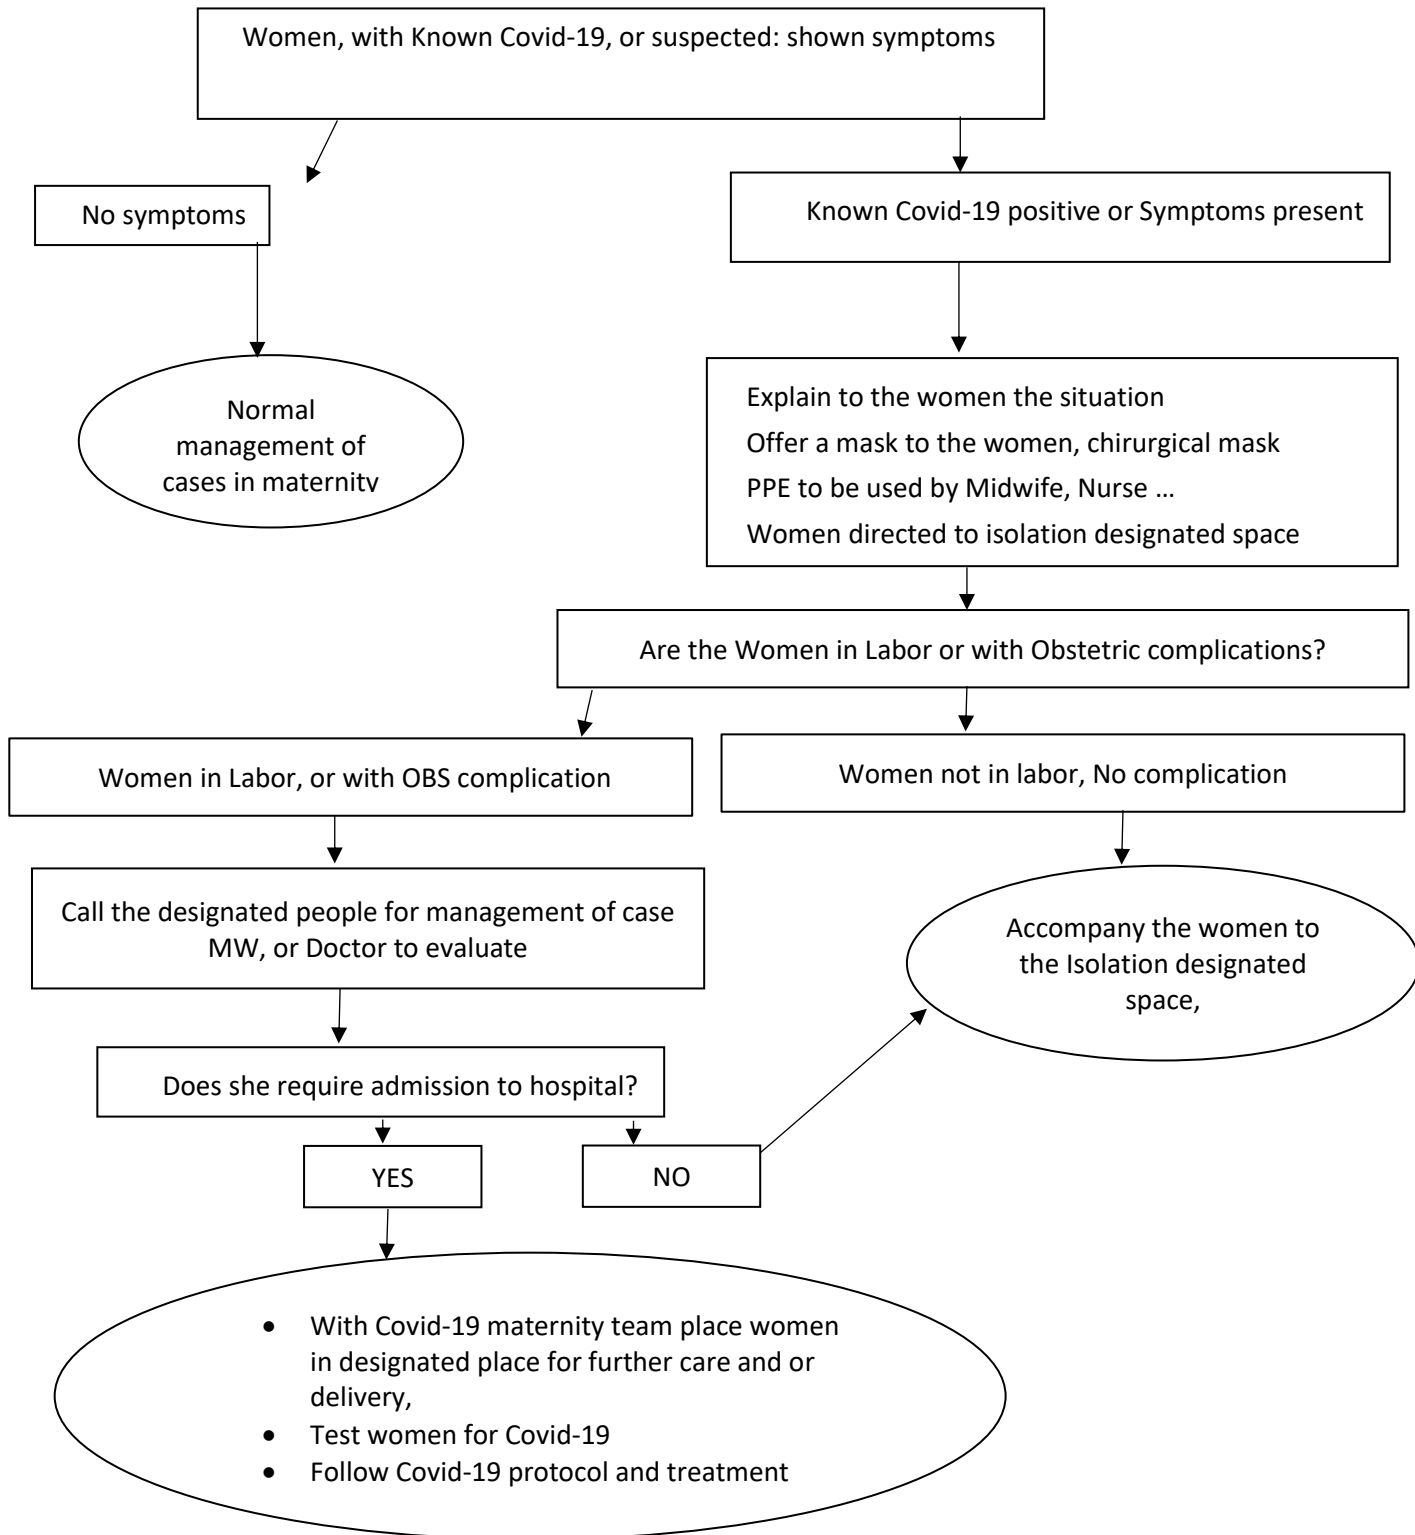 Women, with Known Covid-19, or suspected: shown symptoms
No symptoms
Known Covid-19 positive or Symptoms present
Normal
management of
cases in maternity
Explain to the women the situation
Offer a mask to the women, chirurgical mask
PPE to be used by Midwife, Nurse ...
Women directed to isolation designated space
Are the Women in Labor or with Obstetric complications?
Women in Labor, or with OBS complication
Women not in labor, No complication
Call the designated people for management of case
MW, or Doctor to evaluate
Accompany the women to
the Isolation designated
space,
Does she require admission to hospital?
YES
NO
• With Covid-19 maternity team place women
in designated place for further care and or
delivery,
• Test women for Covid-19
• Follow Covid-19 protocol and treatment